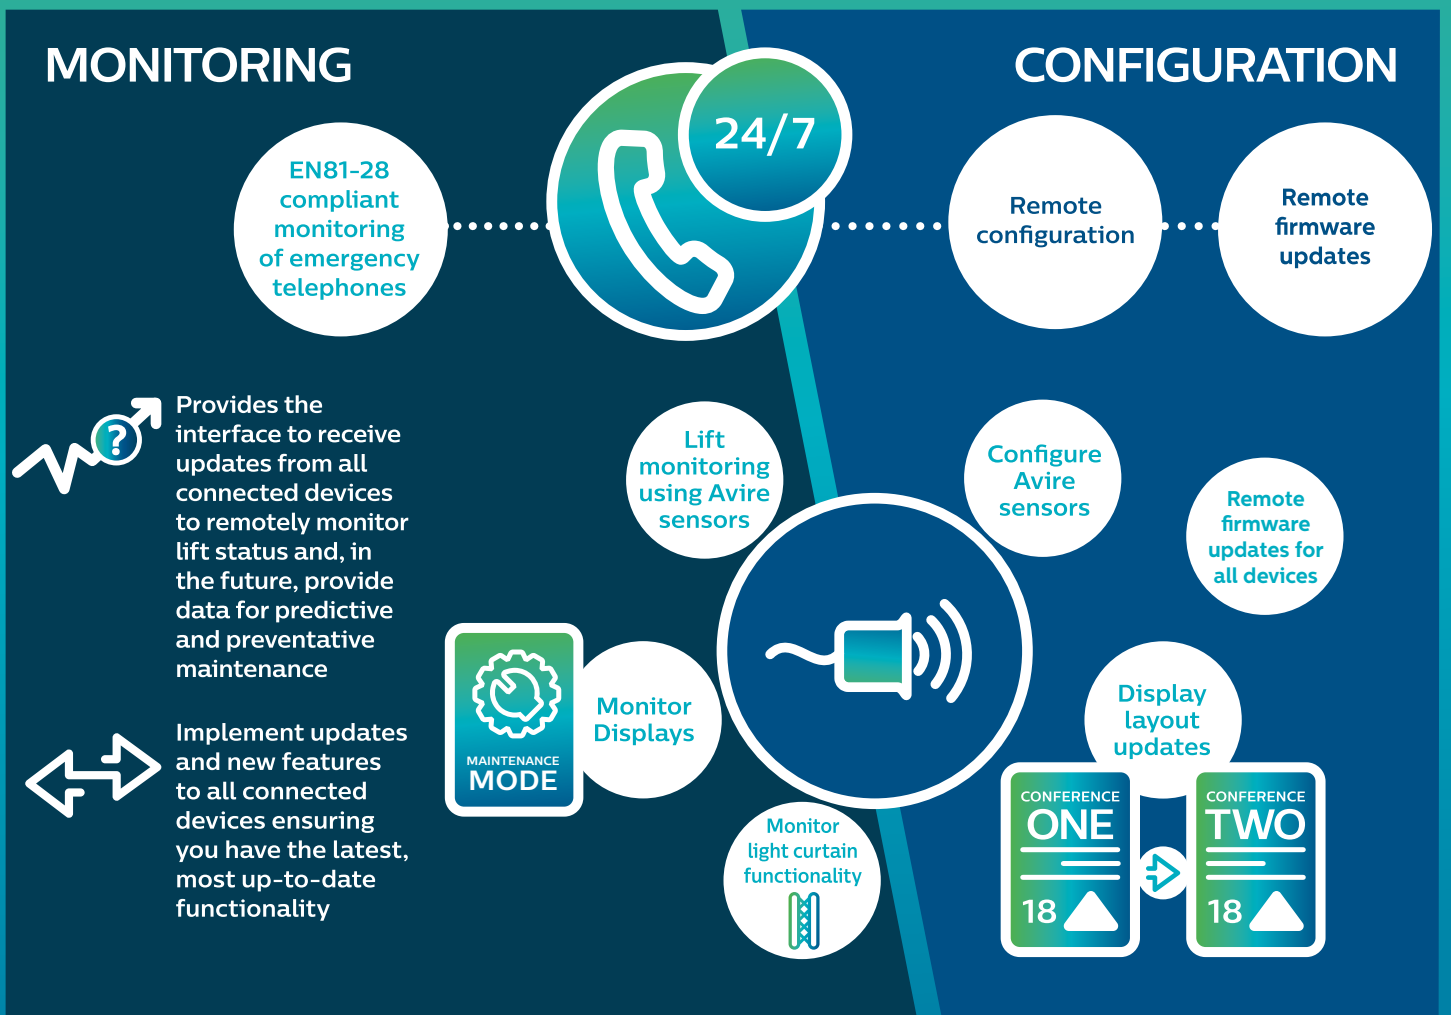 MONITORING
CONFIGURATION
24/7
EN81-28
compliant
monitoring
of emergency
telephones
Remote
configuration
Remote
firmware
updates
Provides the
interface to receive
updates from all
connected devices
to remotely monitor
lift status and, in
the future, provide
data for predictive
and preventative
maintenance
?
Implement updates
and new features
to all connected
devices ensuring
you have the latest,
most up-to-date
functionality
Lift
monitoring
using Avire
sensors
Configure
Avire
sensors
Remote
firmware
updates for
all devices
MAINTENANCE
MODE
Monitor
Displays
Monitor
light curtain
functionality
Display
layout
updates
CONFERENCE
ONE
18
CONFERENCE
TWO
18